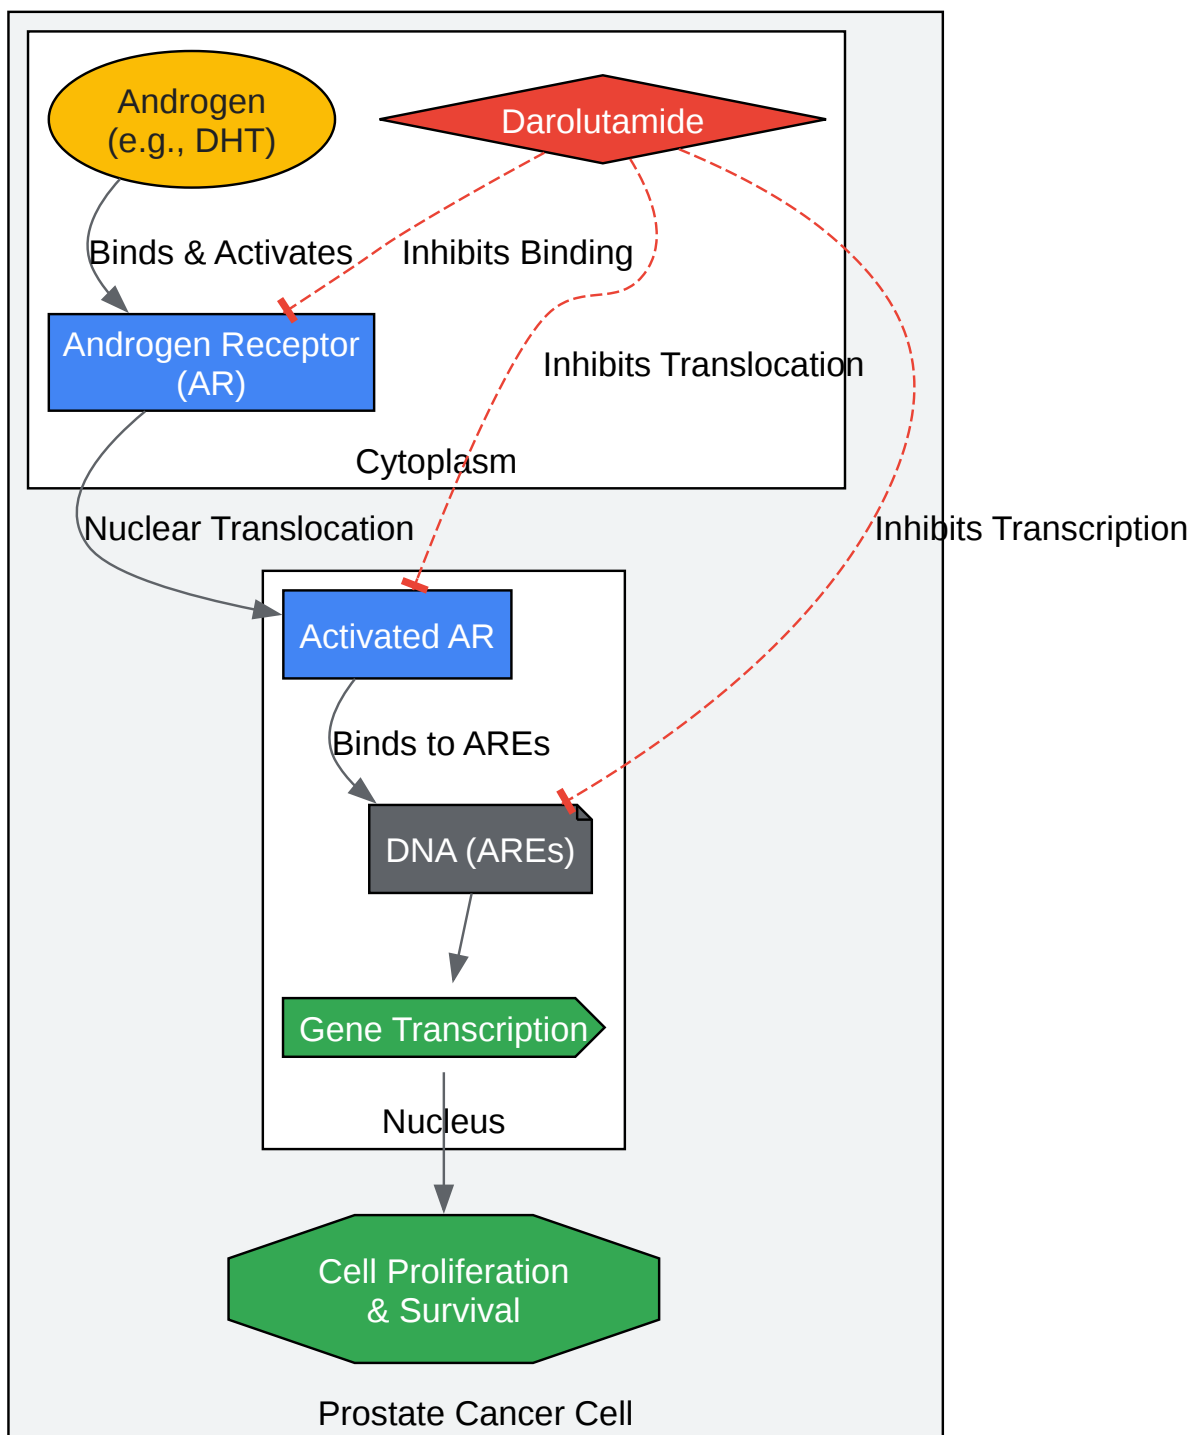 Androgen
(e.g., DHT)
Darolutamide
Binds & Activates
Inhibits Binding
Androgen Receptor
(AR)
Inhibits Translocation
Cytoplasm
Nuclear Translocation
Inhibits Transcription
Activated AR
Binds to AREs
DNA (AREs)
Gene Transcription
Nucleus
Cell Proliferation
& Survival
Prostate Cancer Cell